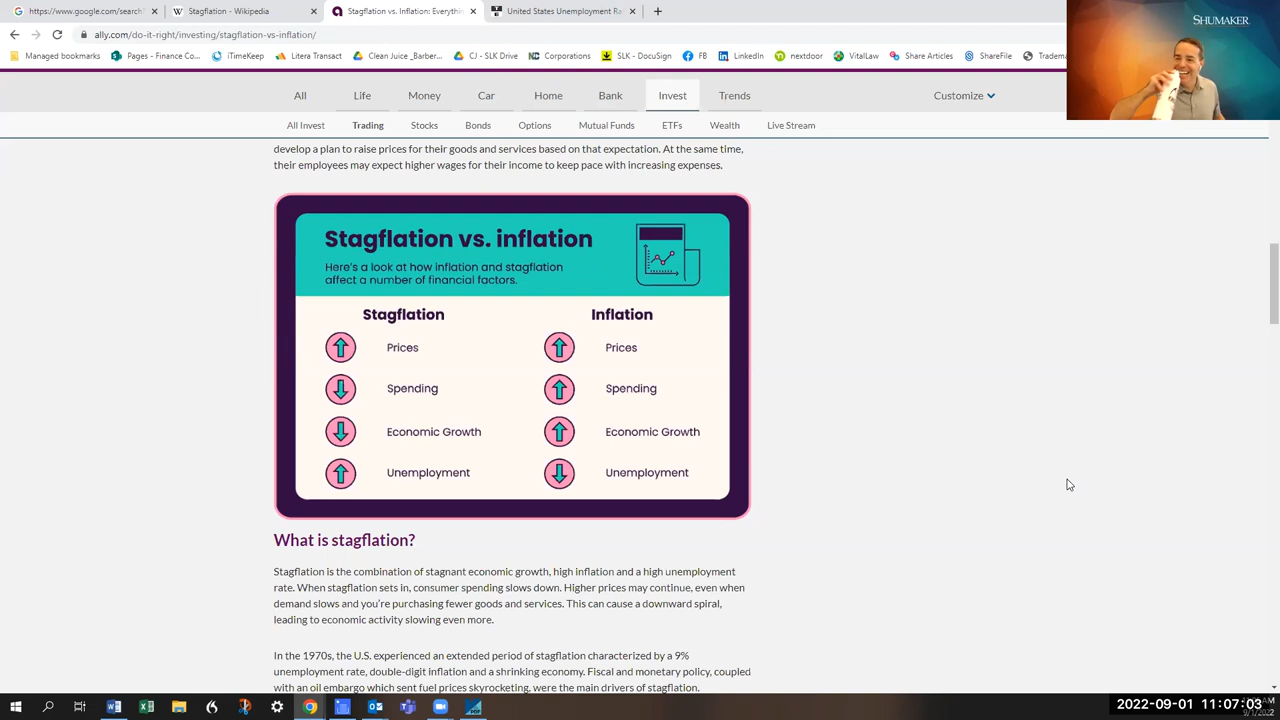 https://www.google.com/search?
Stagflation - Wikipedia
Stagflation vs. Inflation: Everythin
United States Unemployment Ra
SHUMAKER
ally.com/do-it-right/investing/stagflation-vs-inflation/
Managed bookmarks
Pages - Finance Co...
iTimeKeep
Litera Transact
Clean Juice _Barber...
CJ - SLK Drive
Corporations
SLK - DocuSign
FB
LinkedIn
nextdoor
VitalLaw
Share Articles
ShareFile
Tradema
All Life Money Car Home Bank Invest Trends Customize
All Invest Trading Stocks Bonds Options Mutual Funds ETFs Wealth Live Stream
develop a plan to raise prices for their goods and services based on that expectation. At the same time,
their employees may expect higher wages for their income to keep pace with increasing expenses.
Stagflation vs. inflation
Here's a look at how inflation and stagflation
affect a number of financial factors.
Stagflation Inflation
Prices Prices
Spending Spending
Economic Growth Economic Growth
Unemployment Unemployment
What is stagflation?
Stagflation is the combination of stagnant economic growth, high inflation and a high unemployment
rate. When stagflation sets in, consumer spending slows down. Higher prices may continue, even when
demand slows and you're purchasing fewer goods and services. This can cause a downward spiral,
leading to economic activity slowing even more.
In the 1970s, the U.S. experienced an extended period of stagflation characterized by a 9%
unemployment rate, double-digit inflation and a shrinking economy. Fiscal and monetary policy, coupled
with an oil embargo which sent fuel prices skyrocketing, were the main drivers of stagflation.
2022-09-01 11:07:03